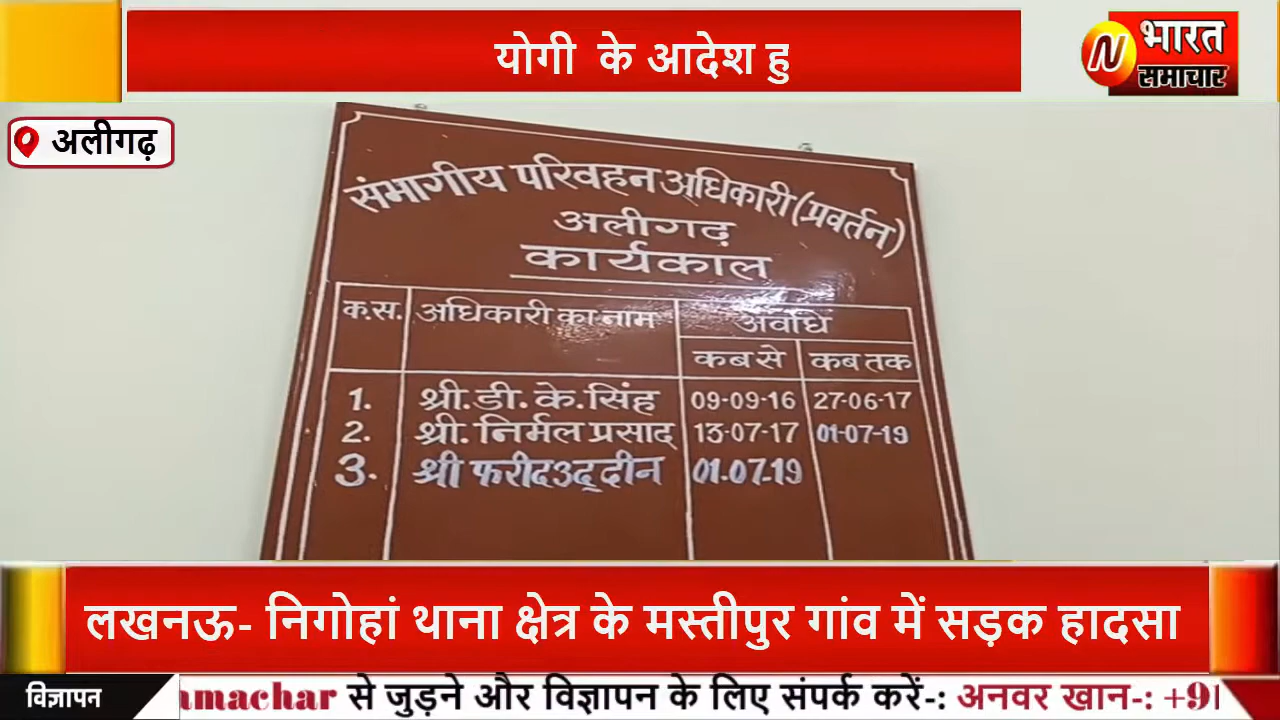 योगी के आदेश हु
N भारत
समाचार
अलीगढ़
संभागीय परिवहन अधिकारी (प्रवर्तन)
अलीगढ़
कार्यकाल
क.स. अधिकारी का नाम अवधि
कब से कब तक
1. श्री. डी. के. सिंह 09-09-16 27-06-17
2. श्री. निर्मल प्रसाद 13-07-17 01-07-19
3. श्री फरीदउद्दीन 01-07-19
लखनऊ- निगोहां थाना क्षेत्र के मस्तीपुर गांव में सड़क हादसा
विज्ञापन amachar से जुड़ने और विज्ञापन के लिए संपर्क करें-: अनवर खान-: +91